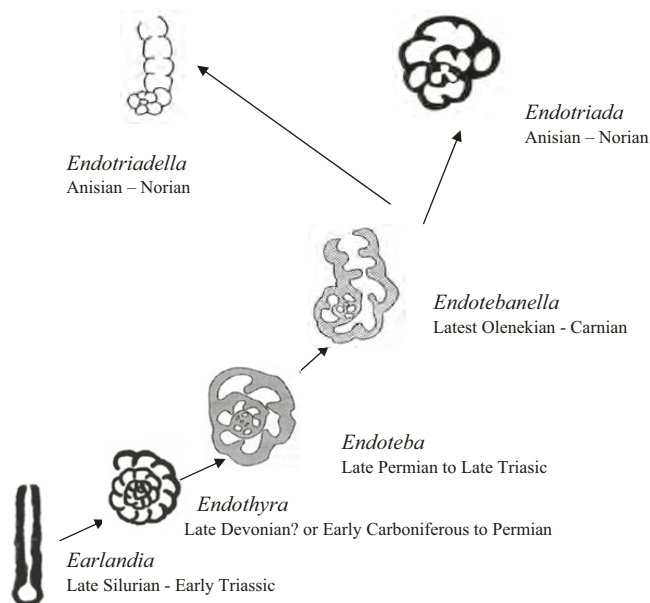 Endotriada
Anisian – Norian
Endotriadella
Anisian – Norian
Endotebanella
Latest Olenekian - Carnian
Endoteba
Late Permian to Late Triasic
Endothyra
Late Devonian? or Early Carboniferous to Permian
Earlandia
Late Silurian - Early Triassic